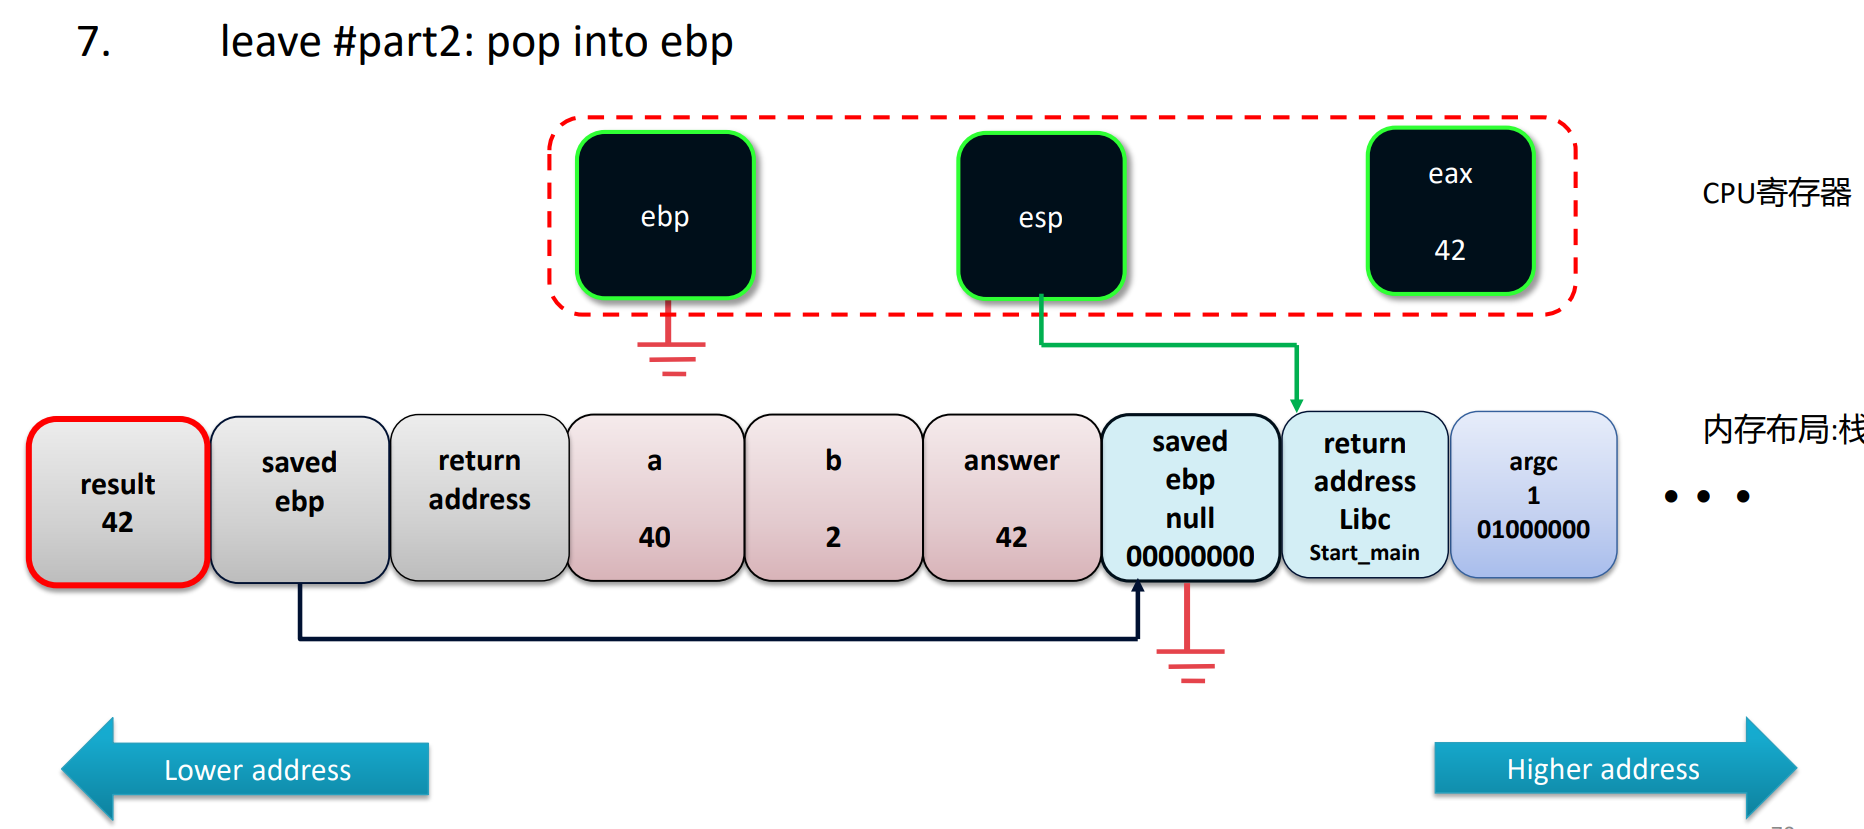 7. leave #part2: pop into ebp
ebp
esp
eax
42
CPU寄存器
内存布局:栈
result
42
saved
ebp
return
address
a
40
b
2
answer
42
saved
ebp
null
00000000
return
address
Libc
Start_main
argc
1
01000000
Lower address
Higher address